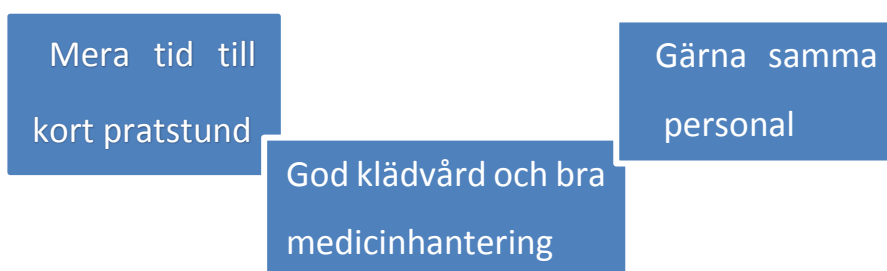 Mera tid till
kort pratstund
God klädvård och bra
medicinhantering
Gärna samma
personal